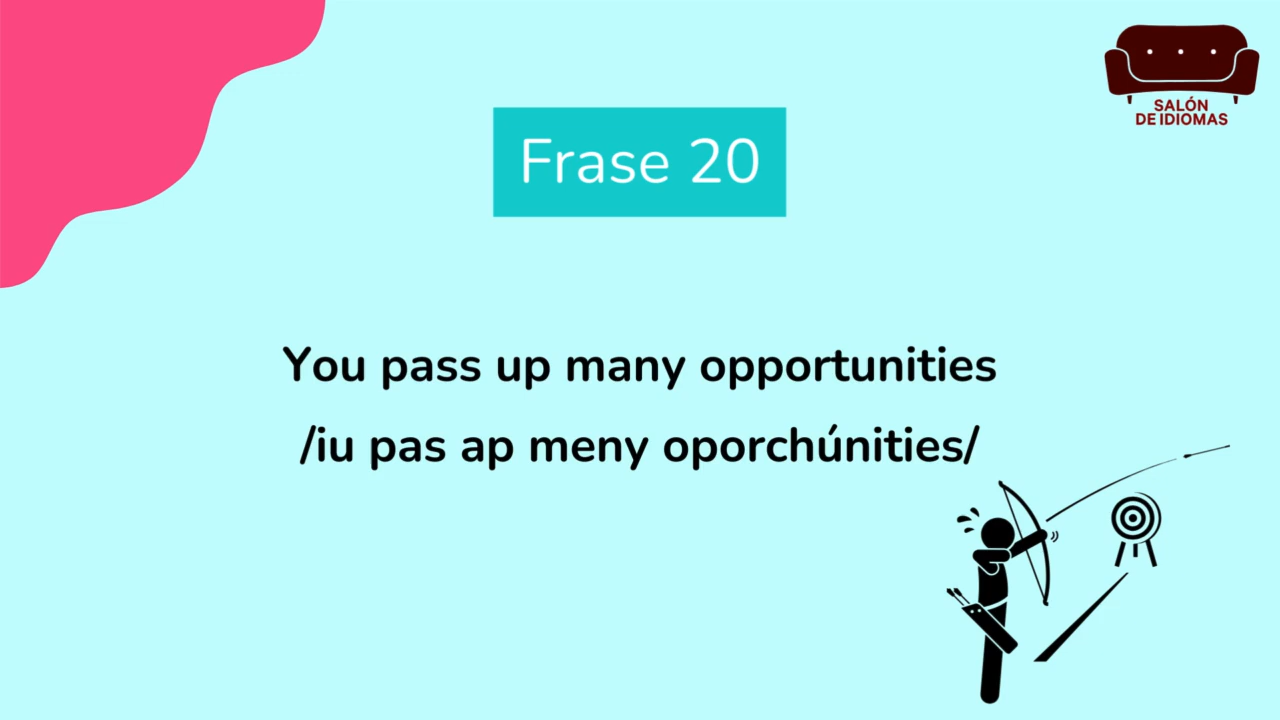 SALÓN
DE IDIOMAS
Frase 20
You pass up many opportunities
/iu pas ap meny oporchúnities/